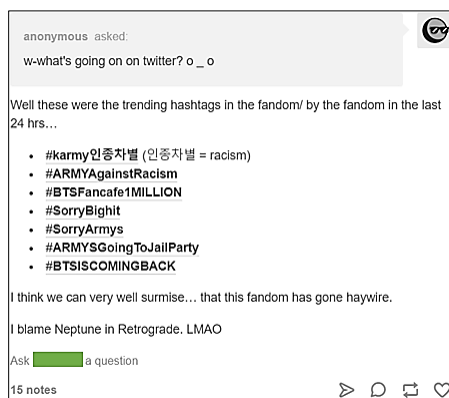 anonymous asked:
w-what's going on on twitter? o _ o
Well these were the trending hashtags in the fandom/ by the fandom in the last
24 hrs…
• #karmy인종차별 (인종차별 = racism)
• #ARMYAgainstRacism
• #BTSFancafe1MILLION
• #SorryBighit
• #SorryArmys
• #ARMYSGoingToJailParty
• #BTSISCOMINGBACK
I think we can very well surmise… that this fandom has gone haywire.
I blame Neptune in Retrograde. LMAO
Ask a question
15 notes